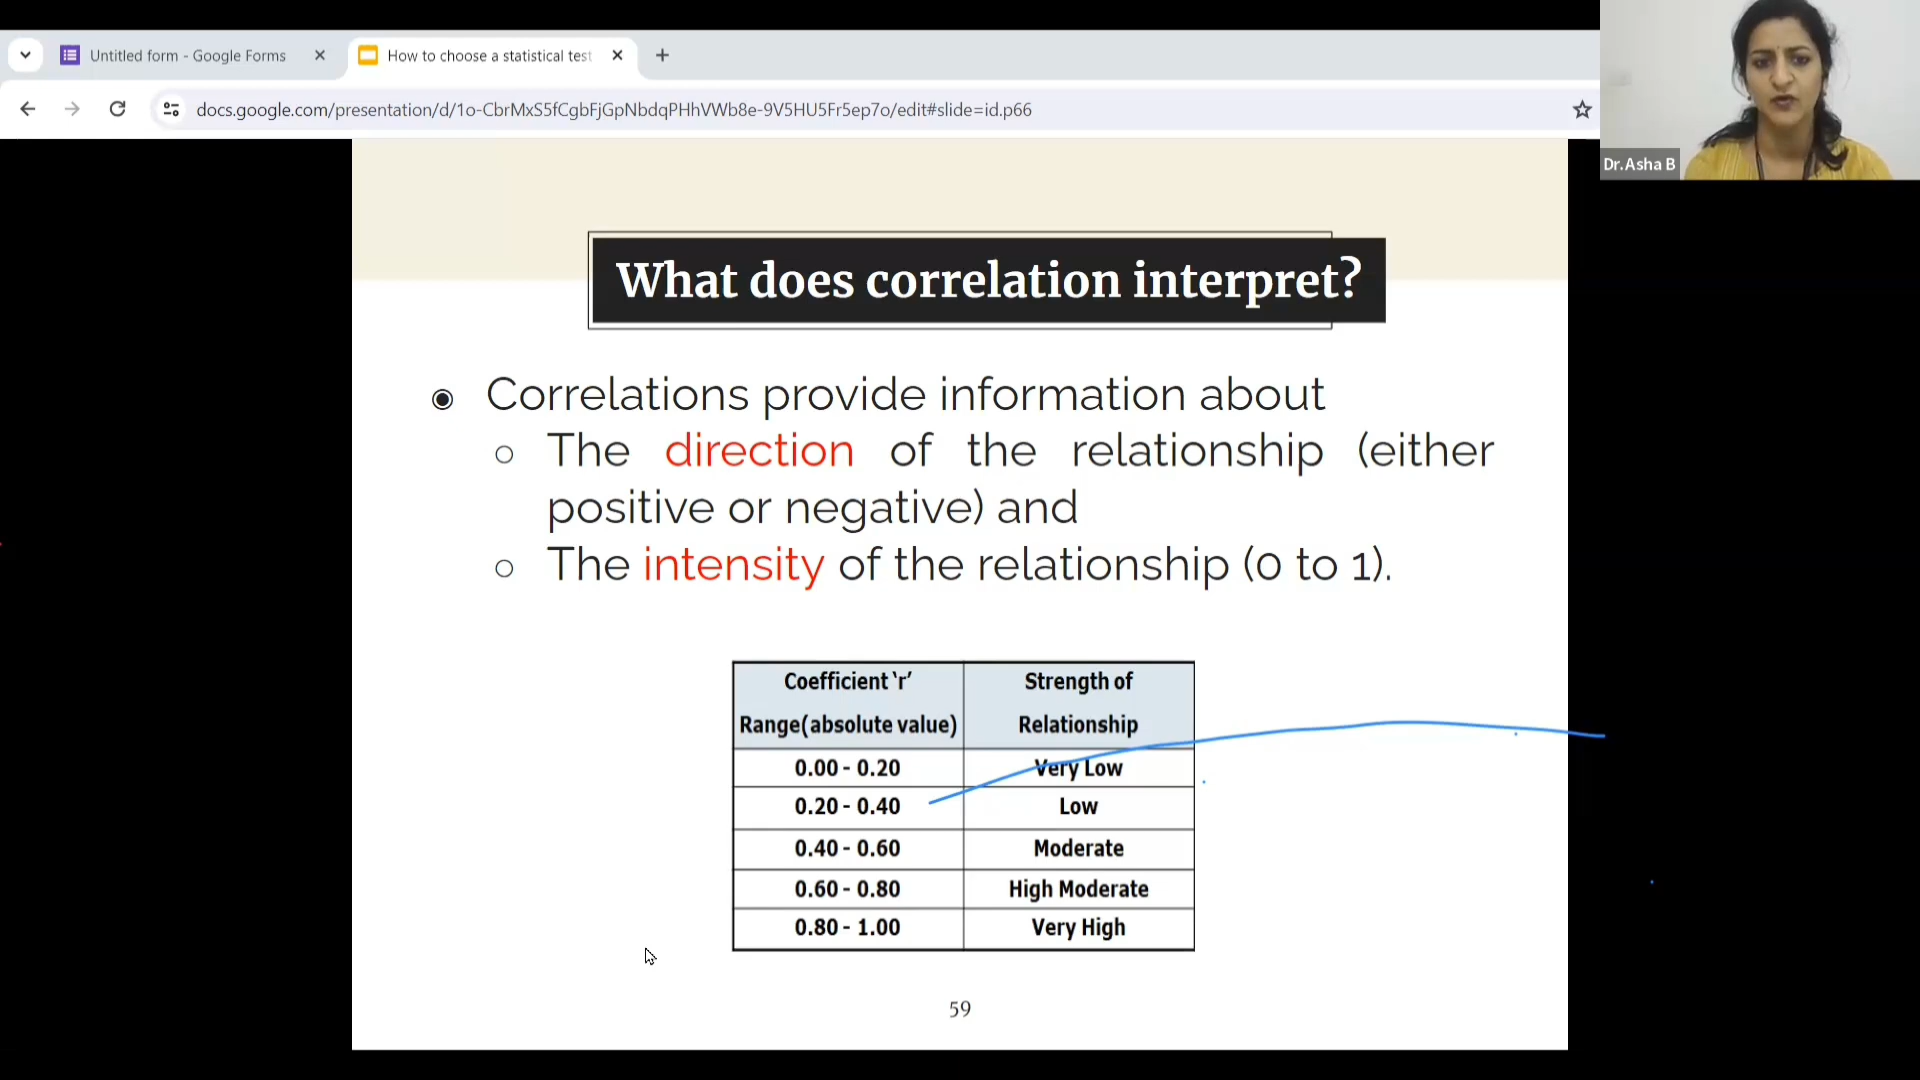 Untitled form - Google Forms
How to choose a statistical test
docs.google.com/presentation/d/1o-CbrMxS5fCgbFjGpNbdqPHhVWb8e-9V5HU5Fr5ep7o/edit#slide=id.p66
Dr.Asha B
What does correlation interpret?
Correlations provide information about
The direction of the relationship (either
positive or negative) and
The intensity of the relationship (0 to 1).
Coefficient ‘r’ Strength of
Range(absolute value) Relationship
0.00 - 0.20 Very Low
0.20 - 0.40 Low
0.40 - 0.60 Moderate
0.60 - 0.80 High Moderate
0.80 - 1.00 Very High
59